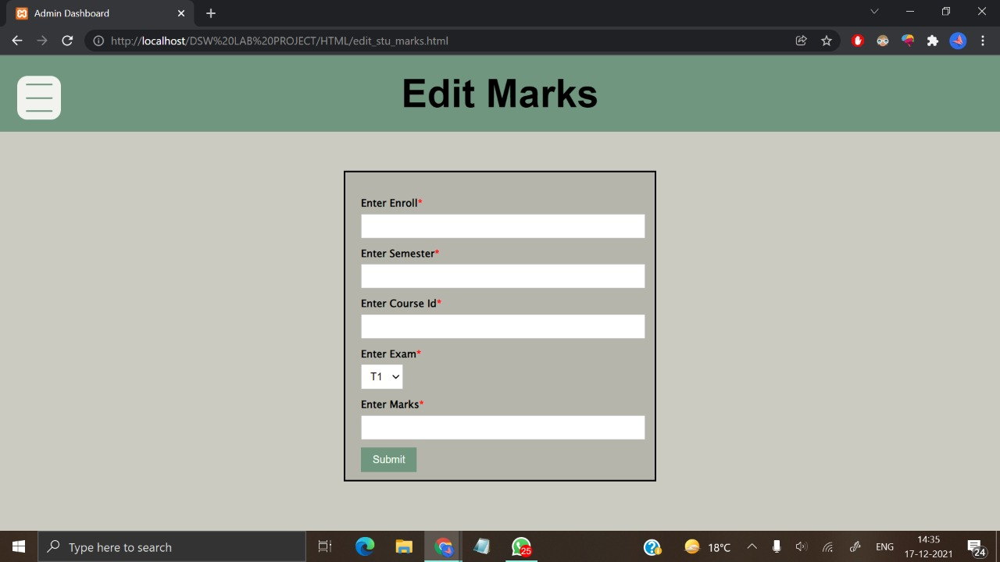 Admin Dashboard
http://localhost/DSW%20LAB%20PROJECT/HTML/edit_stu_marks.html
Edit Marks
Enter Enroll*
Enter Semester*
Enter Course Id*
Enter Exam*
T1
Enter Marks*
Submit
Type here to search
25
18°C
ENG
14:35
17-12-2021
24